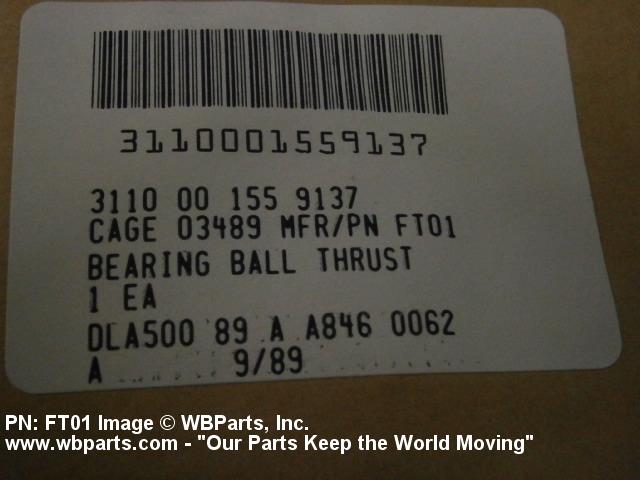 3110001559137
3110 00 155 9137
CAGE 03489 MFR/PN FT01
BEARING BALL THRUST
1 EA
DLA500 89 A A846 0062
A 9/89
PN: FT01 Image © WBParts, Inc.
www.wbparts.com - "Our Parts Keep the World Moving"